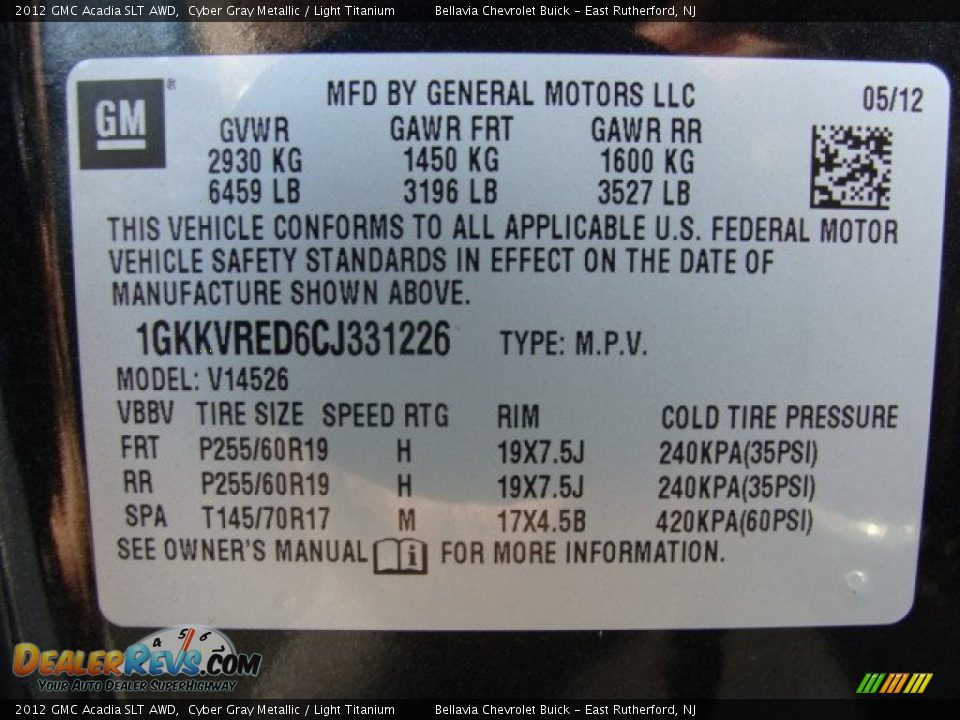 2012 GMC Acadia SLT AWD, Cyber Gray Metallic / Light Titanium Bellavia Chevrolet Buick - East Rutherford, NJ
GM ®
MFD BY GENERAL MOTORS LLC 05/12
GVWR GAWR FRT GAWR RR
2930 KG 1450 KG 1600 KG
6459 LB 3196 LB 3527 LB
THIS VEHICLE CONFORMS TO ALL APPLICABLE U.S. FEDERAL MOTOR
VEHICLE SAFETY STANDARDS IN EFFECT ON THE DATE OF
MANUFACTURE SHOWN ABOVE.
1GKKVRED6CJ331226 TYPE: M.P.V.
MODEL: V14526
VBBV TIRE SIZE SPEED RTG RIM COLD TIRE PRESSURE
FRT P255/60R19 H 19X7.5J 240KPA(35PSI)
RR P255/60R19 H 19X7.5J 240KPA(35PSI)
SPA T145/70R17 M 17X4.5B 420KPA(60PSI)
SEE OWNER'S MANUAL i FOR MORE INFORMATION.
4 5 6
DEALERREVS.COM
YOUR AUTO DEALER SUPERHIGHWAY
2012 GMC Acadia SLT AWD, Cyber Gray Metallic / Light Titanium Bellavia Chevrolet Buick - East Rutherford, NJ